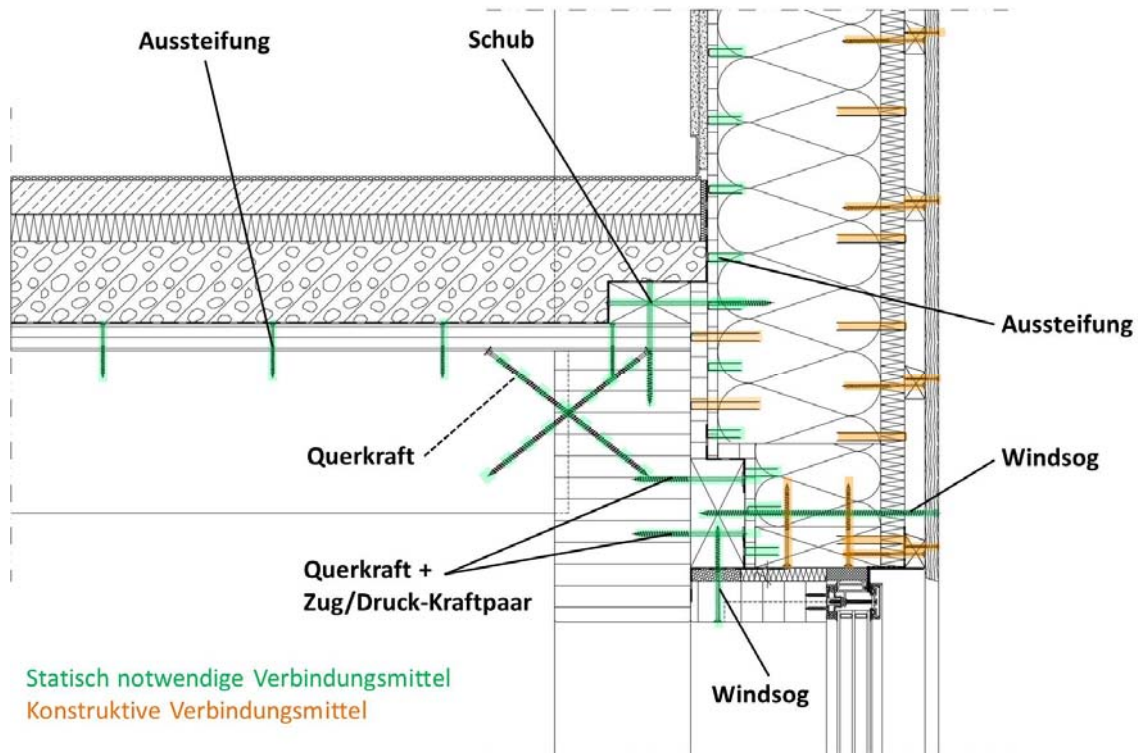 Aussteifung
Schub
Aussteifung
Querkraft
Windsog
Querkraft +
Zug/Druck-Kraftpaar
Windsog
Statisch notwendige Verbindungsmittel
Konstruktive Verbindungsmittel